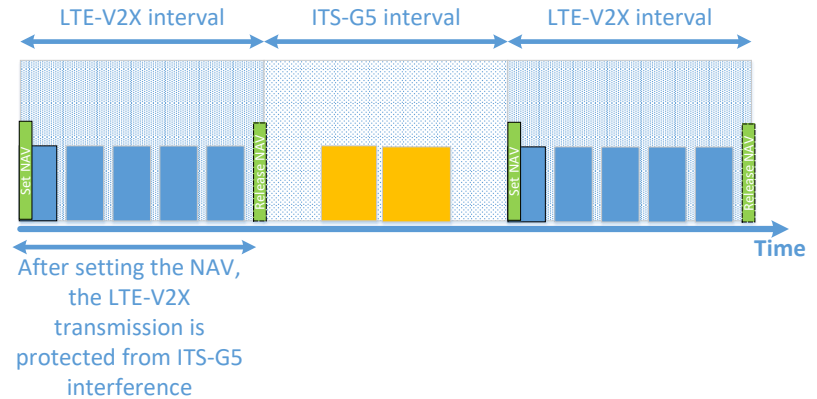 LTE-V2X interval
ITS-G5 interval
LTE-V2X interval
Set NAV
Release NAV
Set NAV
Release NAV
Time
After setting the NAV,
the LTE-V2X
transmission is
protected from ITS-G5
interference